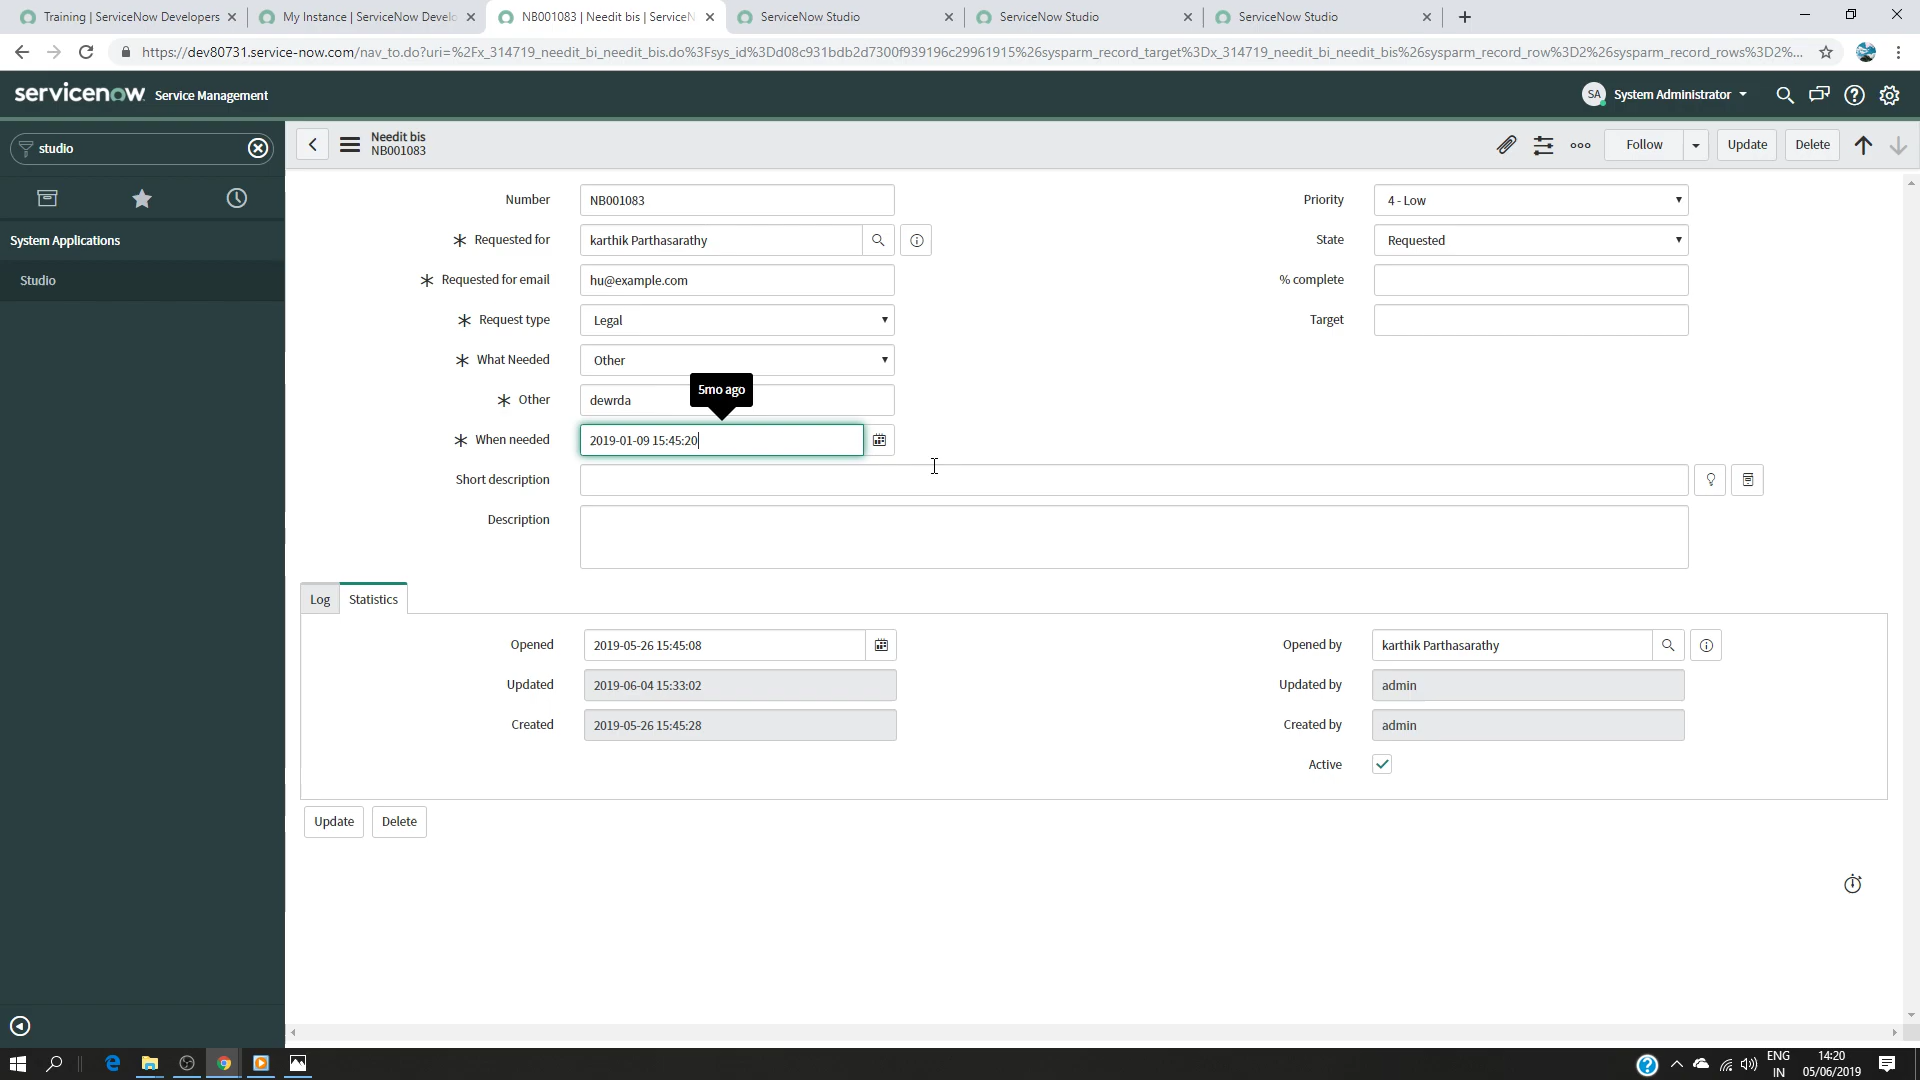 Training | ServiceNow Developers
My Instance | ServiceNow Develo
NB001083 | Needit bis | ServiceN
ServiceNow Studio
ServiceNow Studio
ServiceNow Studio
https://dev80731.service-now.com/nav_to.do?uri=%2Fx_314719_needit_bi_needit_bis.do%3Fsys_id%3Dd08c931bdb2d7300f939196c29961915%26sysparm_record_target%3Dx_314719_needit_bi_needit_bis%26sysparm_record_row%3D2%26sysparm_record_rows%3D2%...
servicenow Service Management
SA System Administrator
studio
System Applications
Studio
Needit bis
NB001083
Follow
Update
Delete
Number NB001083
Priority 4 - Low
Requested for karthik Parthasarathy
State Requested
Requested for email hu@example.com
% complete
Request type Legal
Target
What Needed Other
5mo ago
Other dewrda
When needed 2019-01-09 15:45:20
Short description
Description
Log Statistics
Opened 2019-05-26 15:45:08
Opened by karthik Parthasarathy
Updated 2019-06-04 15:33:02
Updated by admin
Created 2019-05-26 15:45:28
Created by admin
Active
Update Delete
ENG
IN
14:20
05/06/2019